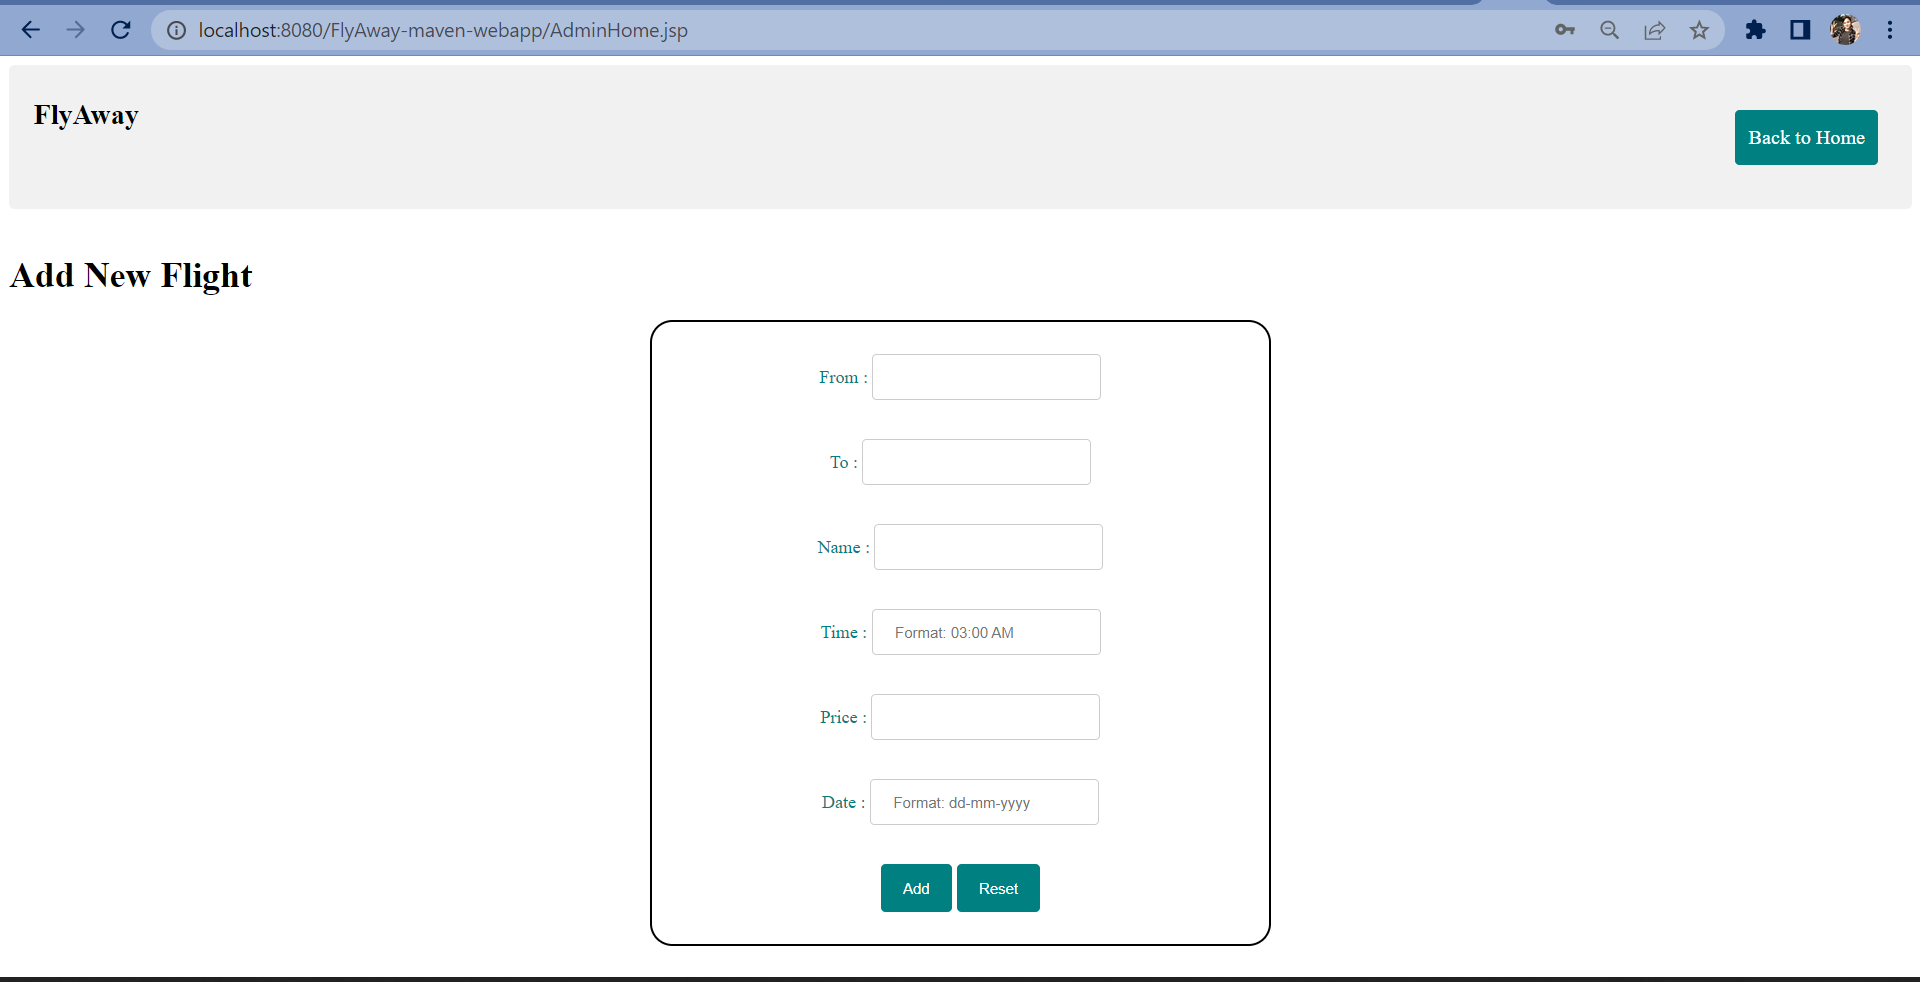 localhost:8080/FlyAway-maven-webapp/AdminHome.jsp
FlyAway
Back to Home
Add New Flight
From :
To :
Name :
Time : Format: 03:00 AM
Price :
Date : Format: dd-mm-yyyy
Add Reset